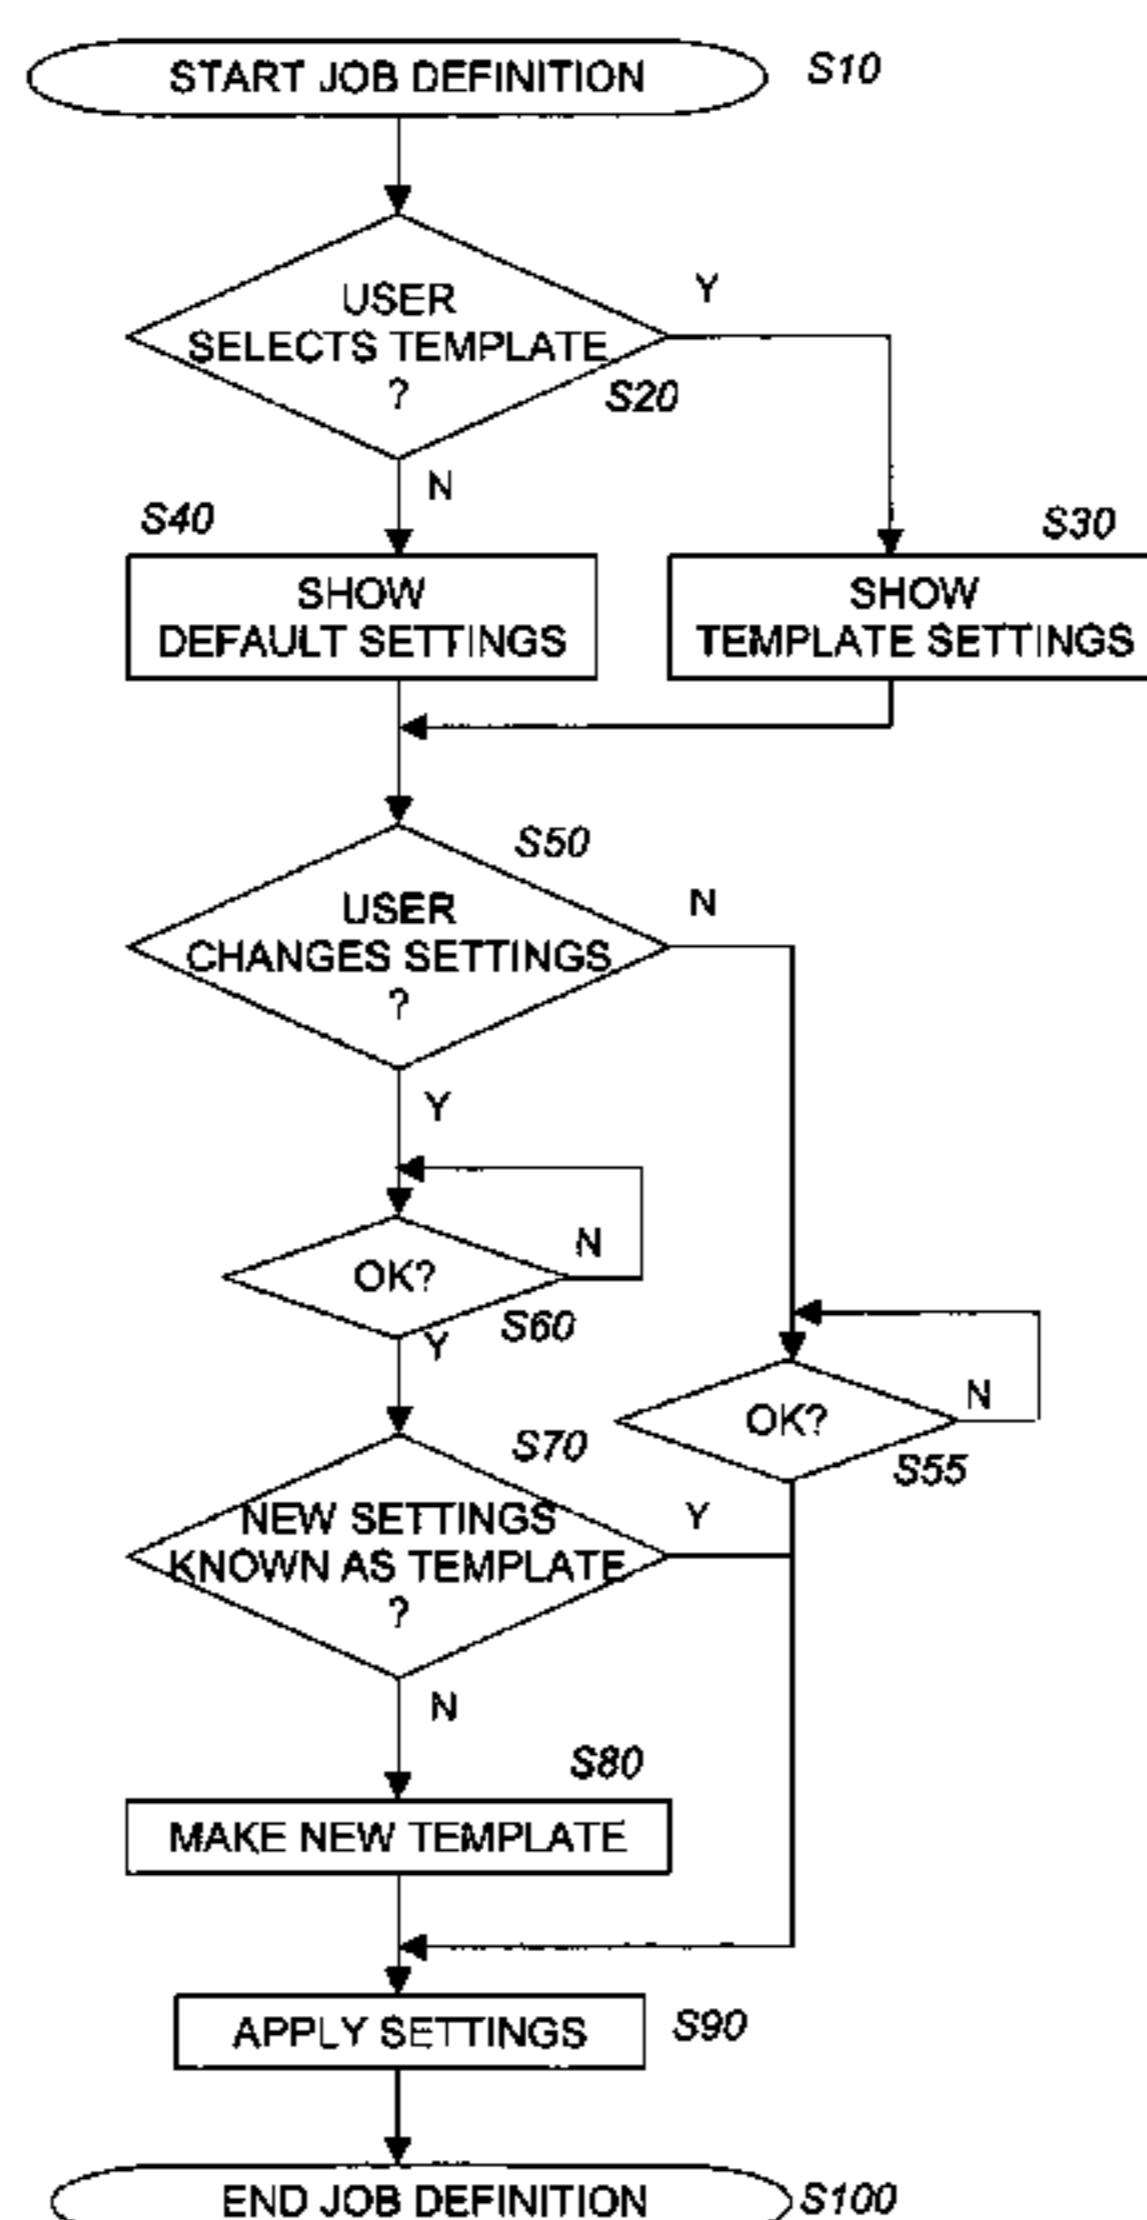 START JOB DEFINITION
S10
USER
SELECTS TEMPLATE
?
S20
Y
N
S40
SHOW
DEFAULT SETTINGS
S30
SHOW
TEMPLATE SETTINGS
S50
USER
CHANGES SETTINGS
?
N
Y
OK?
N
S60
Y
OK?
N
S55
S70
NEW SETTINGS
KNOWN AS TEMPLATE
?
Y
N
S80
MAKE NEW TEMPLATE
APPLY SETTINGS
S90
END JOB DEFINITION
S100